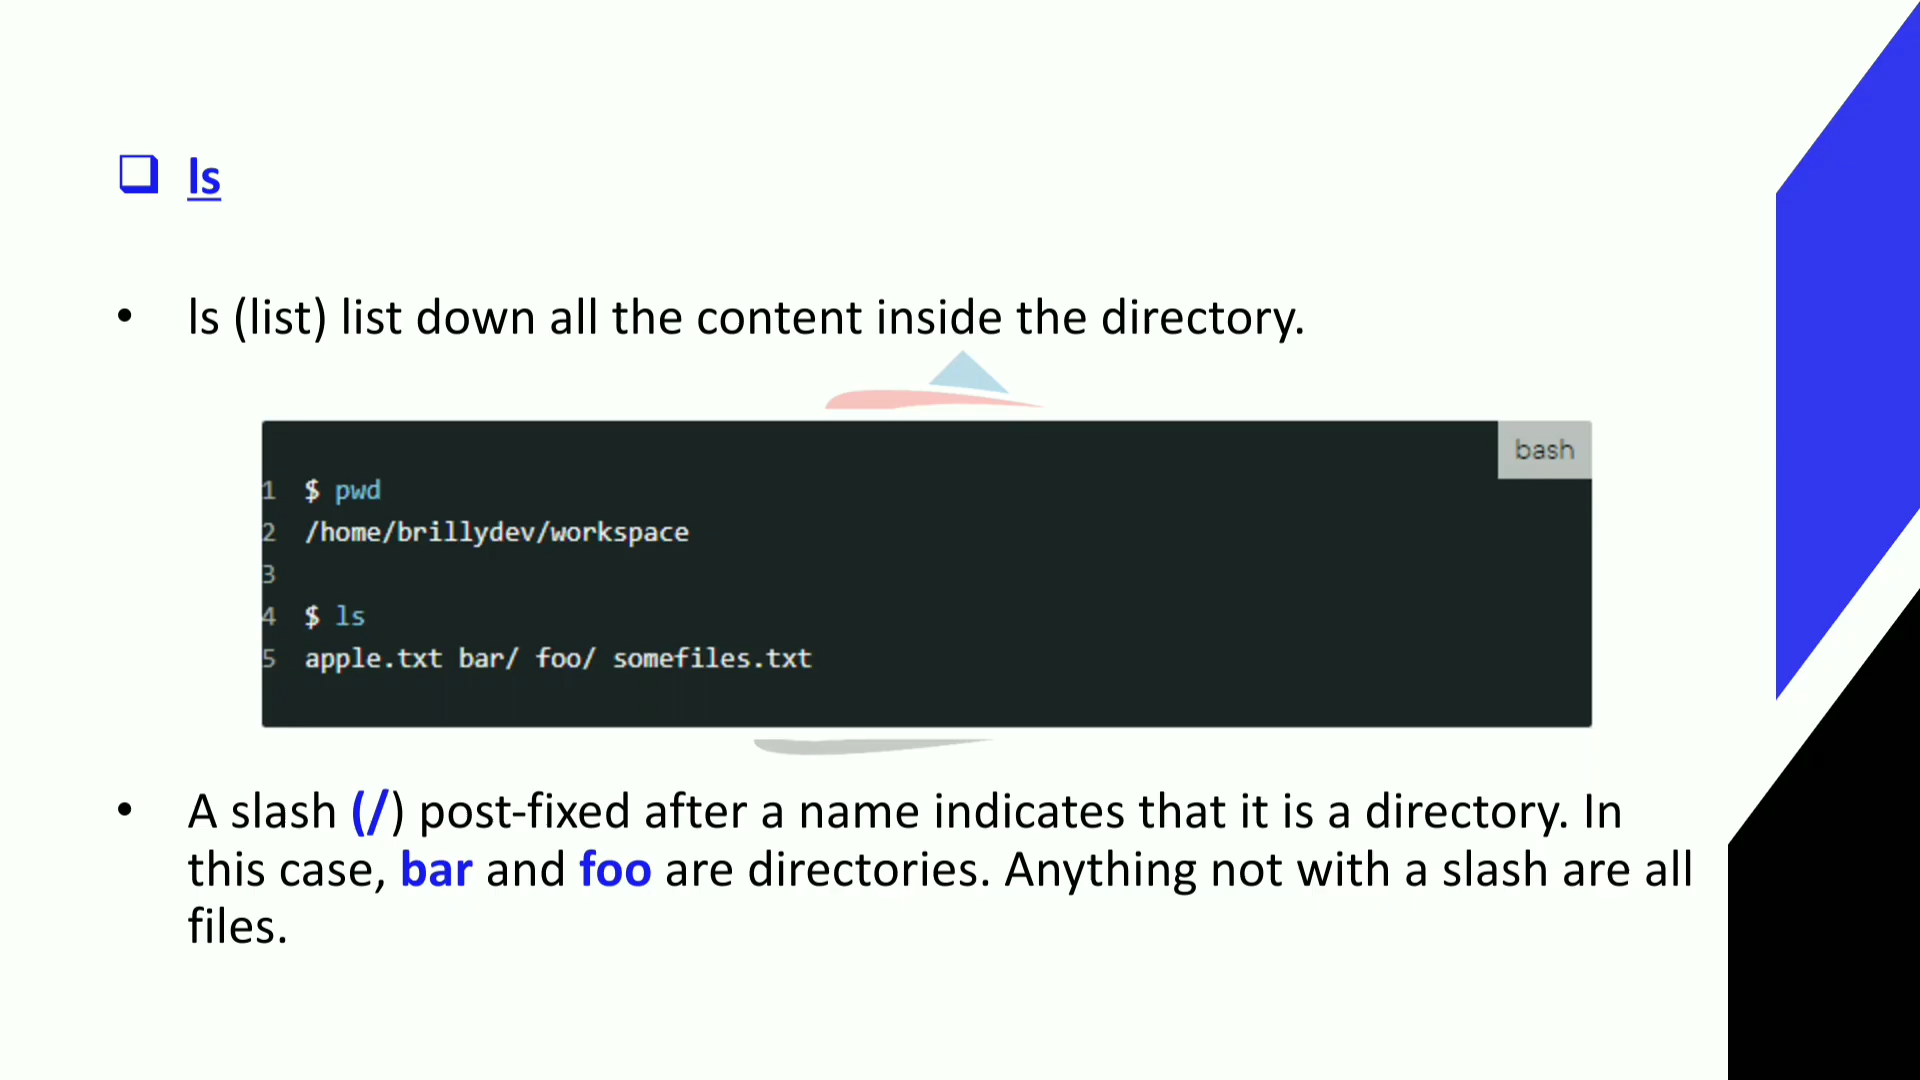 ❑ ls
• ls (list) list down all the content inside the directory.
bash
1 $ pwd
2 /home/brillydev/workspace
3
4 $ ls
5 apple.txt bar/ foo/ somefiles.txt
• A slash (/) post-fixed after a name indicates that it is a directory. In
this case, bar and foo are directories. Anything not with a slash are all
files.